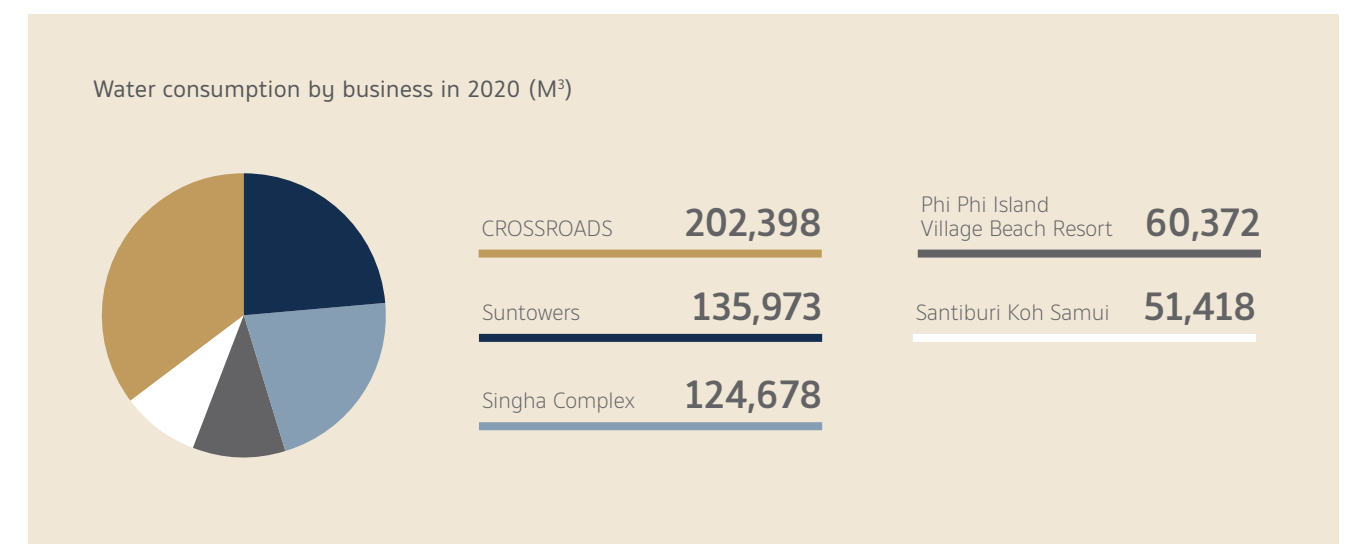 Water consumption by business in 2020 (M³)
CROSSROADS 202,398
Suntowers 135,973
Singha Complex 124,678
Phi Phi Island
Village Beach Resort 60,372
Santiburi Koh Samui 51,418